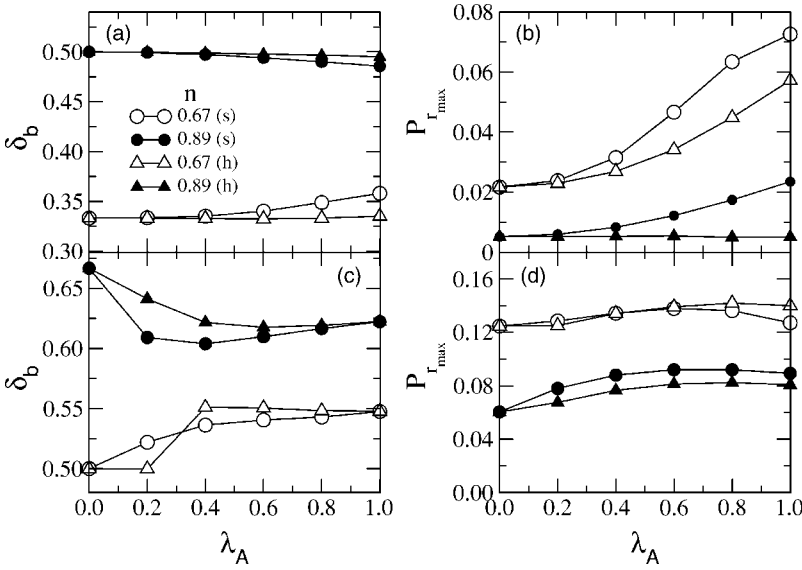 (a)
δb
0.50
0.45
0.40
0.35
0.30
n
0.67 (s)
0.89 (s)
0.67 (h)
0.89 (h)
(b)
Prmax
0.08
0.06
0.04
0.02
0
(c)
δb
0.65
0.60
0.55
0.50
0.0 0.2 0.4 0.6 0.8 1.0
λA
(d)
Prmax
0.16
0.12
0.08
0.04
0.00
0.0 0.2 0.4 0.6 0.8 1.0
λA